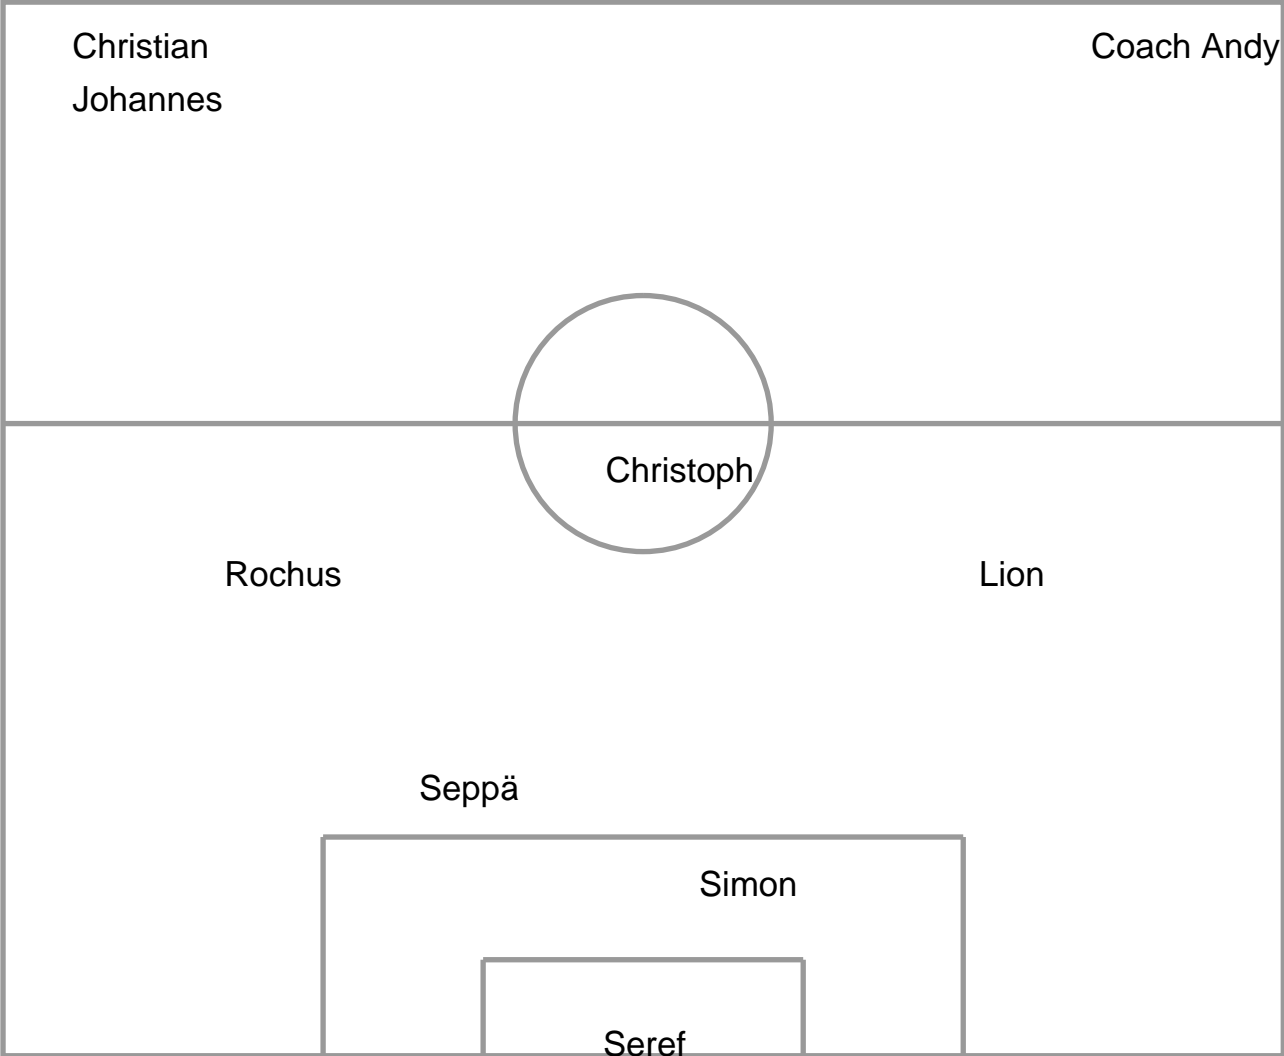 Christian
Coach Andy
Johannes
Christoph
Rochus
Lion
Seppä
Simon
Seref